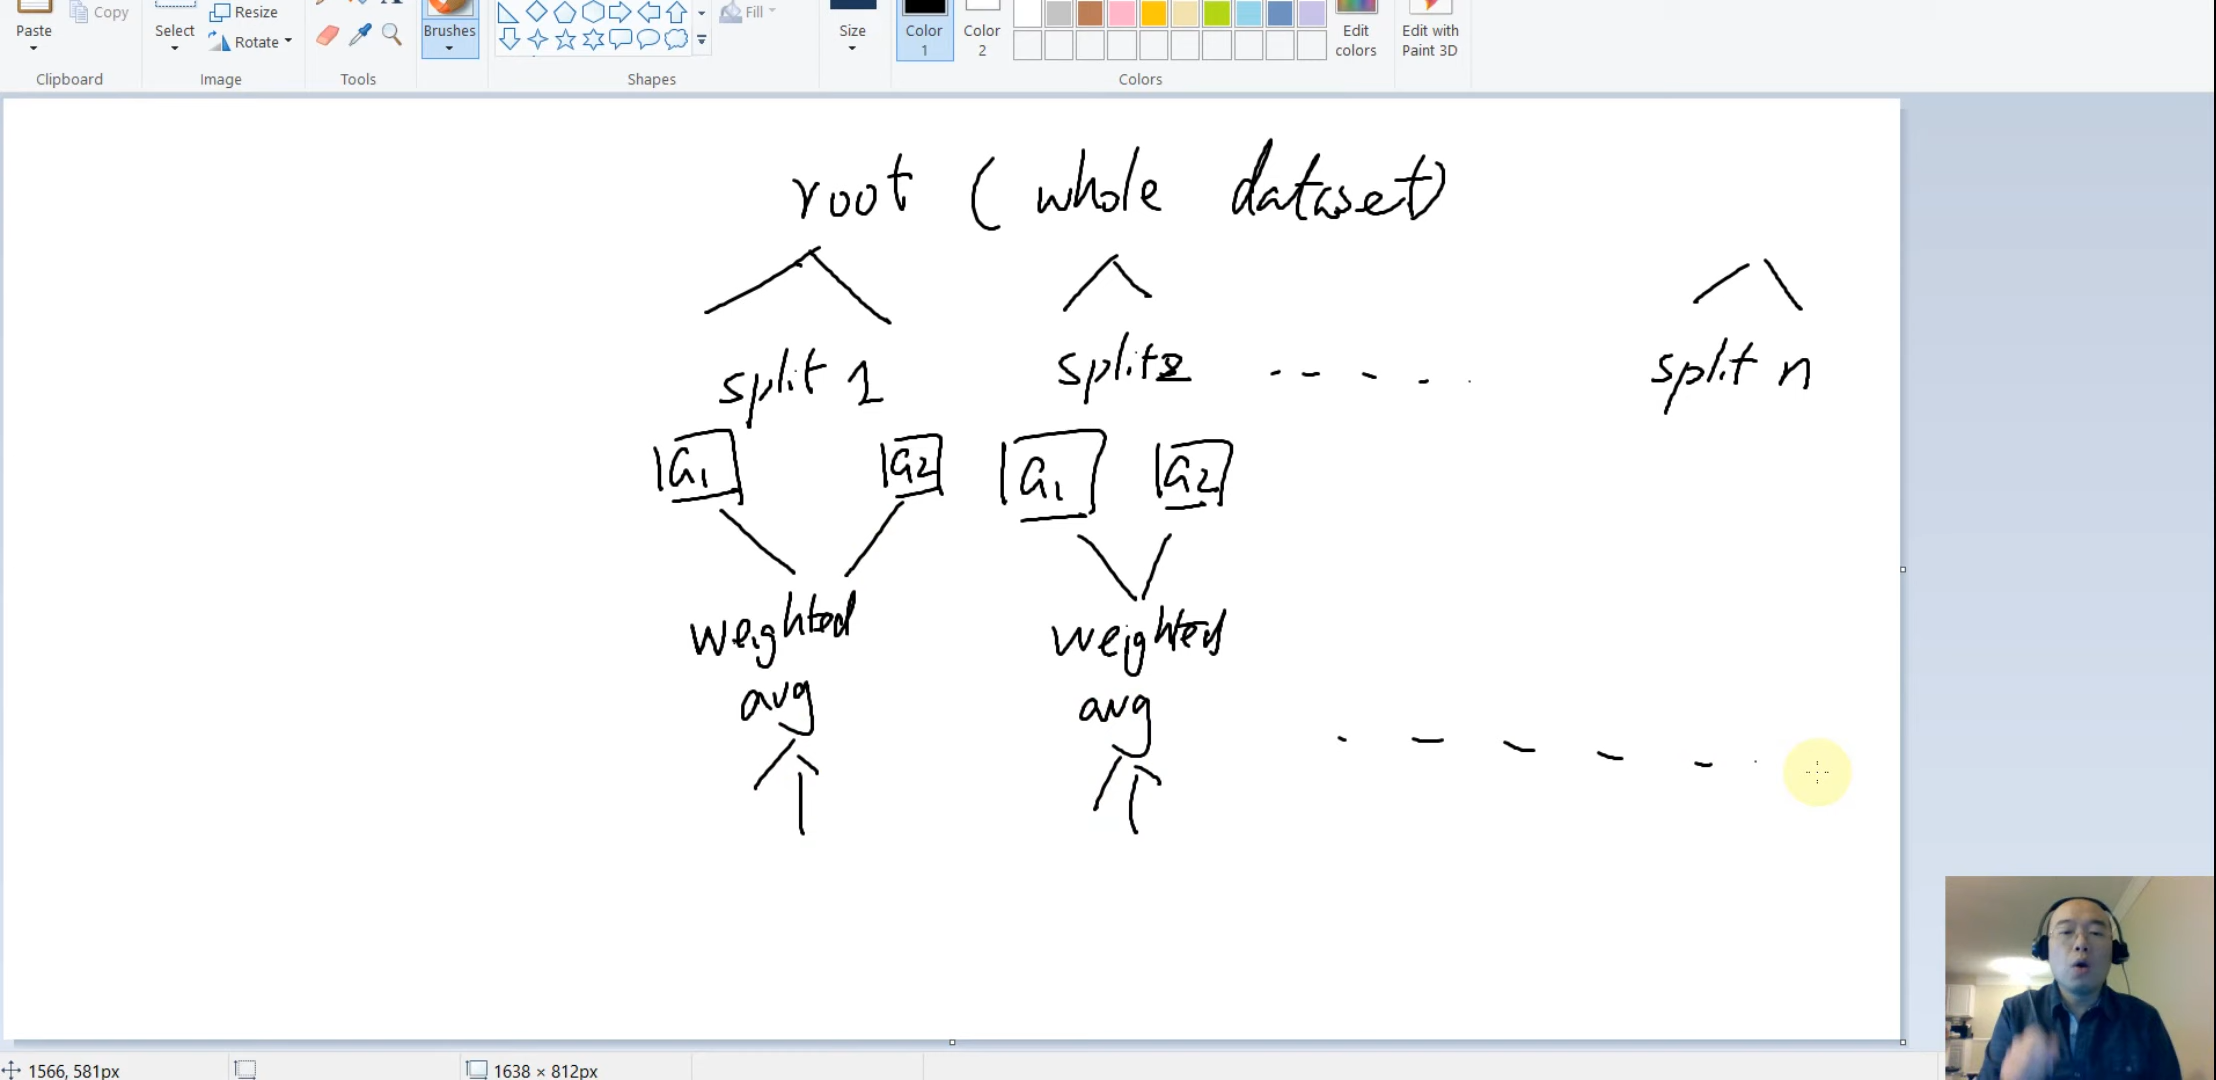 Paste
Copy
Select
Resize
Rotate
Brushes
Fill
Size
Color 1
Color 2
Edit colors
Edit with Paint 3D
Clipboard
Image
Tools
Shapes
Colors
root (whole dataset)
split 1
split 2
split n
G1
G2
G1
G2
weighted
weighted
avg
avg
1566, 581px
1638 × 812px